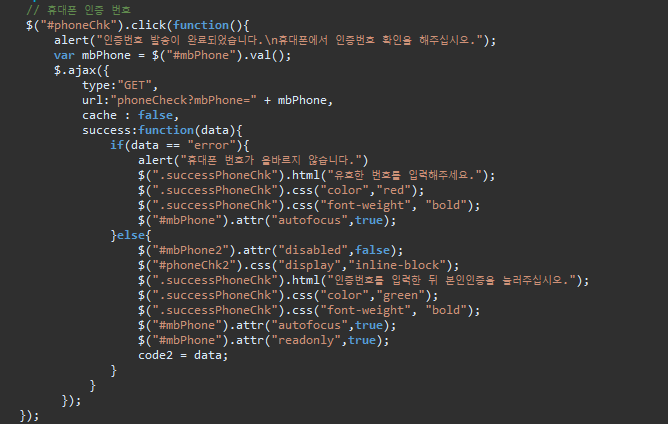 // 휴대폰 인증 번호
$("#phoneChk").click(function(){
alert("인증번호 발송이 완료되었습니다.\n휴대폰에서 인증번호 확인을 해주십시오.");
var mbPhone = $("#mbPhone").val();
$.ajax({
type:"GET",
url:"phoneCheck?mbPhone=" + mbPhone,
cache : false,
success:function(data){
if(data == "error"){
alert("휴대폰 번호가 올바르지 않습니다.")
$(".successPhoneChk").html("유효한 번호를 입력해주세요.");
$(".successPhoneChk").css("color","red");
$(".successPhoneChk").css("font-weight", "bold");
$("#mbPhone").attr("autofocus",true);
}else{
$("#mbPhone2").attr("disabled",false);
$("#phoneChk2").css("display","inline-block");
$(".successPhoneChk").html("인증번호를 입력한 뒤 본인인증을 눌러주십시오.");
$(".successPhoneChk").css("color","green");
$(".successPhoneChk").css("font-weight", "bold");
$("#mbPhone").attr("autofocus",true);
$("#mbPhone").attr("readonly",true);
code2 = data;
}
}
});
});